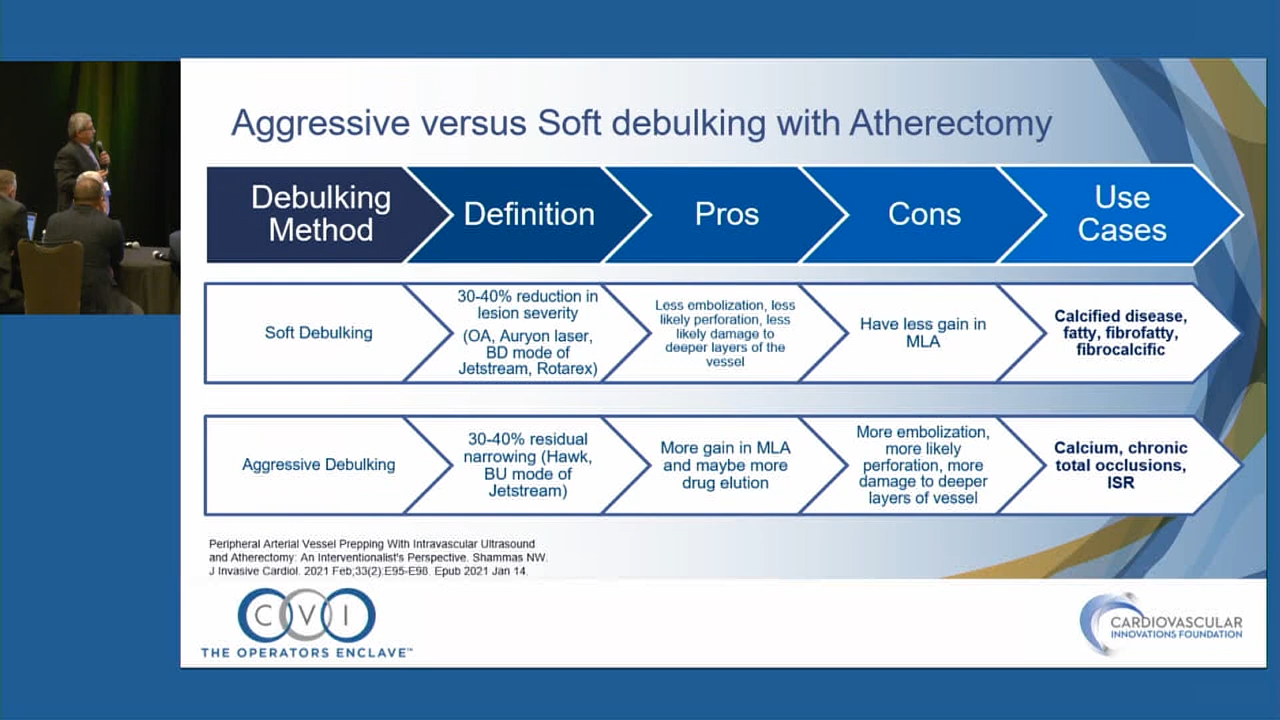 Aggressive versus Soft debulking with Atherectomy
Debulking
Method
Definition
Pros
Cons
Use
Cases
Soft Debulking
30-40% reduction in
lesion severity
(OA, Auryon laser,
BD mode of
Jetstream, Rotarex)
Less embolization, less
likely perforation, less
likely damage to
deeper layers of the
vessel
Have less gain in
MLA
Calcified disease,
fatty, fibrofatty,
fibrocalcific
Aggressive Debulking
30-40% residual
narrowing (Hawk,
BU mode of
Jetstream)
More gain in MLA
and maybe more
drug elution
More embolization,
more likely
perforation, more
damage to deeper
layers of vessel
Calcium, chronic
total occlusions,
ISR
Peripheral Arterial Vessel Prepping With Intravascular Ultrasound
and Atherectomy: An Interventionalist's Perspective. Shammas NW.
J Invasive Cardiol. 2021 Feb;33(2):E95-E98. Epub 2021 Jan 14.
CVI
THE OPERATORS ENCLAVE™
CARDIOVASCULAR
INNOVATIONS FOUNDATION